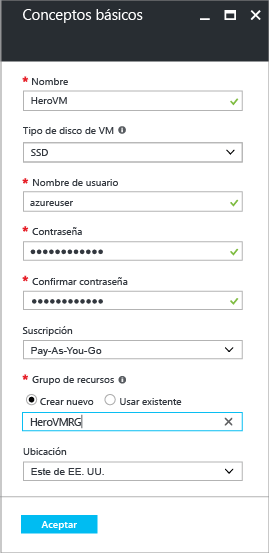 Conceptos básicos
* Nombre
HeroVM
Tipo de disco de VM
SSD
* Nombre de usuario
azureuser
* Contraseña
●●●●●●●●●●●●
* Confirmar contraseña
●●●●●●●●●●●●
Suscripción
Pay-As-You-Go
* Grupo de recursos
Crear nuevo Usar existente
HeroVMRG
Ubicación
Este de EE. UU.
Aceptar